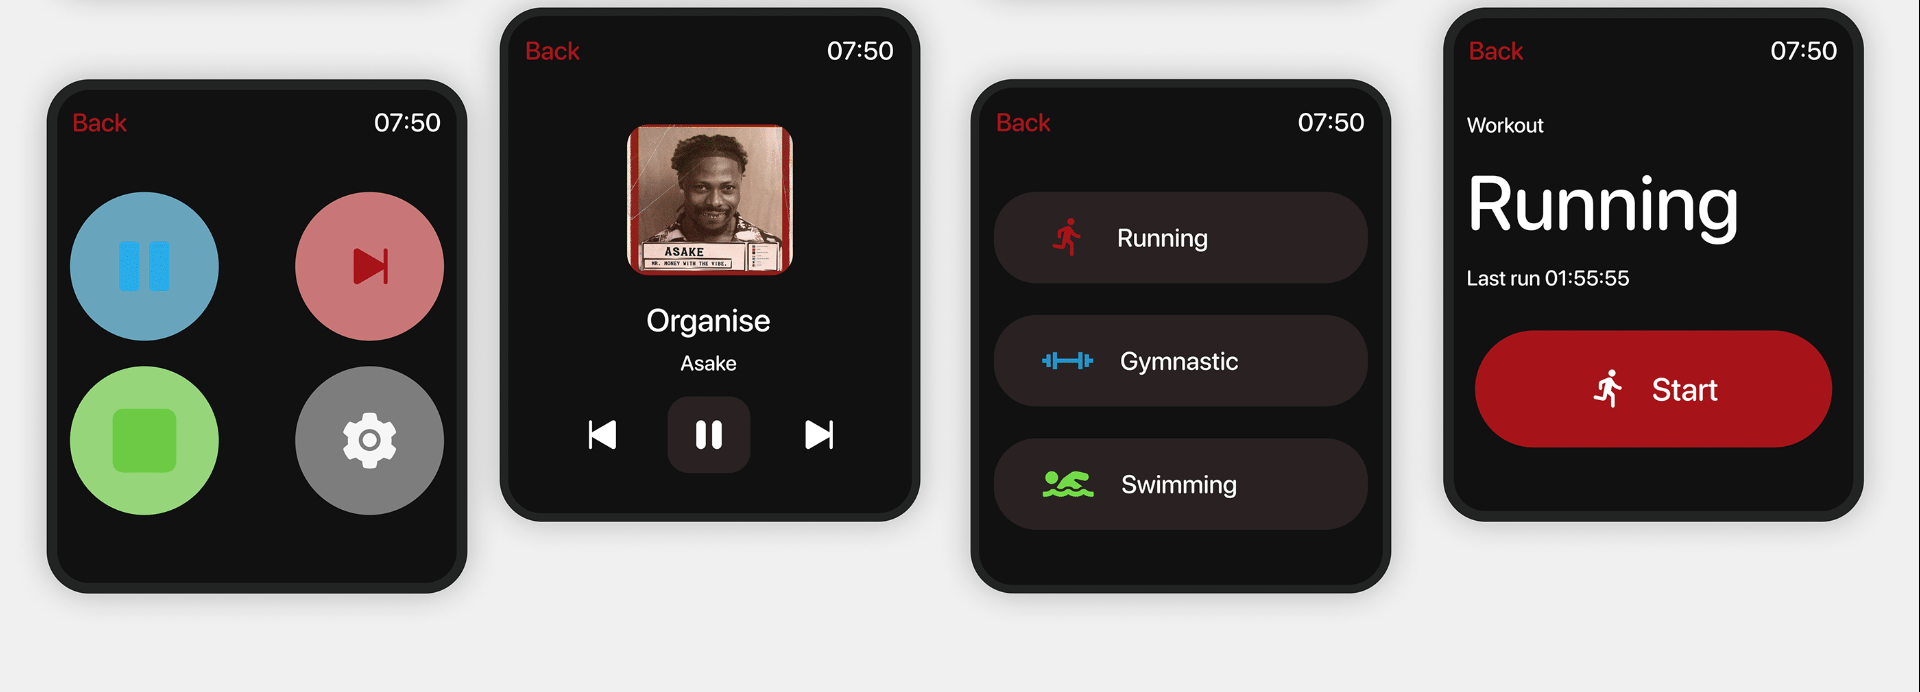 Back 07:50
Back 07:50
ASAKE
MR. MONEY WITH THE VIBE.
Organise
Asake
Back 07:50
Running
Gymnastic
Swimming
Back 07:50
Workout
Running
Last run 01:55:55
Start